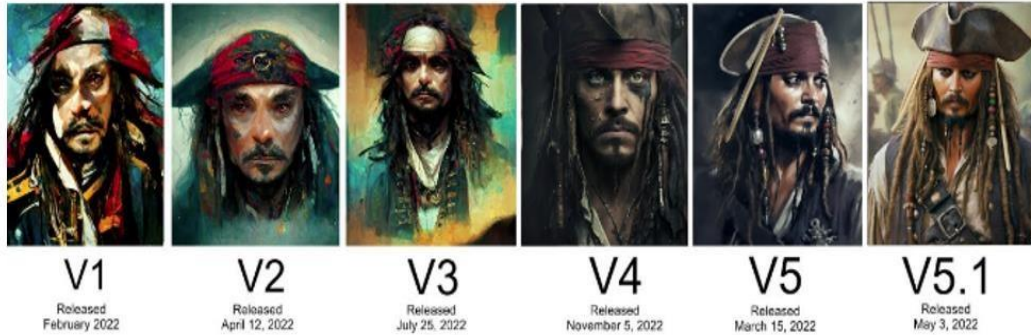 V1
Released
February 2022
V2
Released
April 12, 2022
V3
Released
July 25, 2022
V4
Released
November 5, 2022
V5
Released
March 15, 2022
V5.1
Released
May 3, 2022